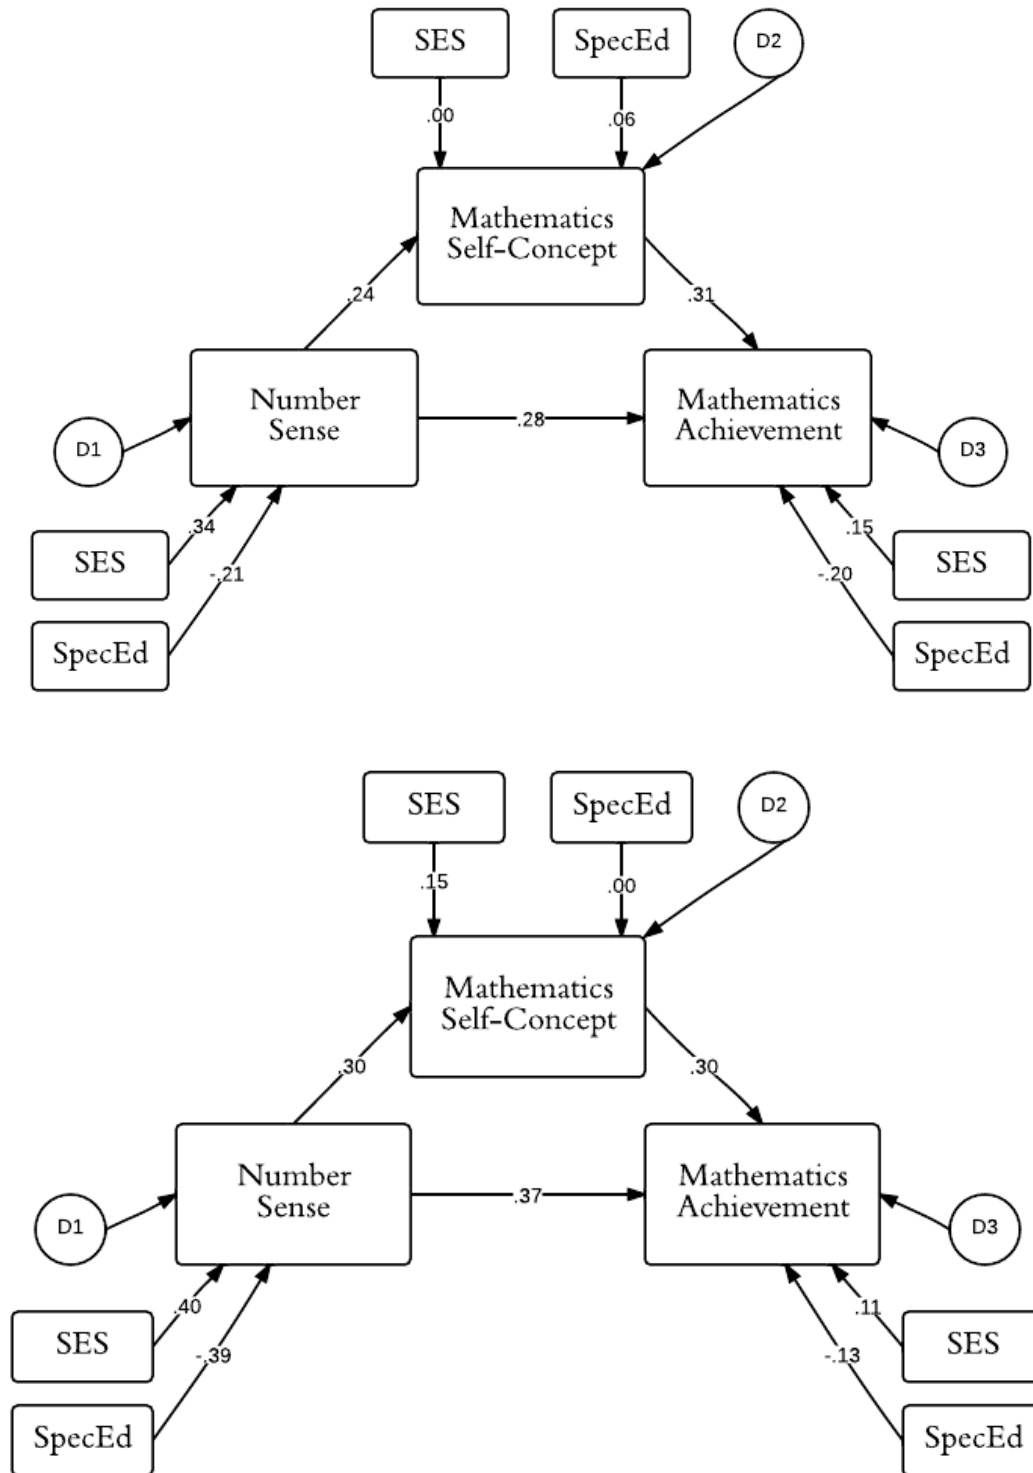 SES
SpecEd
D2
.00
.06
Mathematics
Self-Concept
.24
.31
Number
Sense
.28
Mathematics
Achievement
D1
D3
.34
.15
SES
-.21
-.20
SES
SpecEd
SpecEd
SES
SpecEd
D2
.15
.00
Mathematics
Self-Concept
.30
.30
Number
Sense
.37
Mathematics
Achievement
D1
D3
.40
.11
SES
-.39
-.13
SES
SpecEd
SpecEd